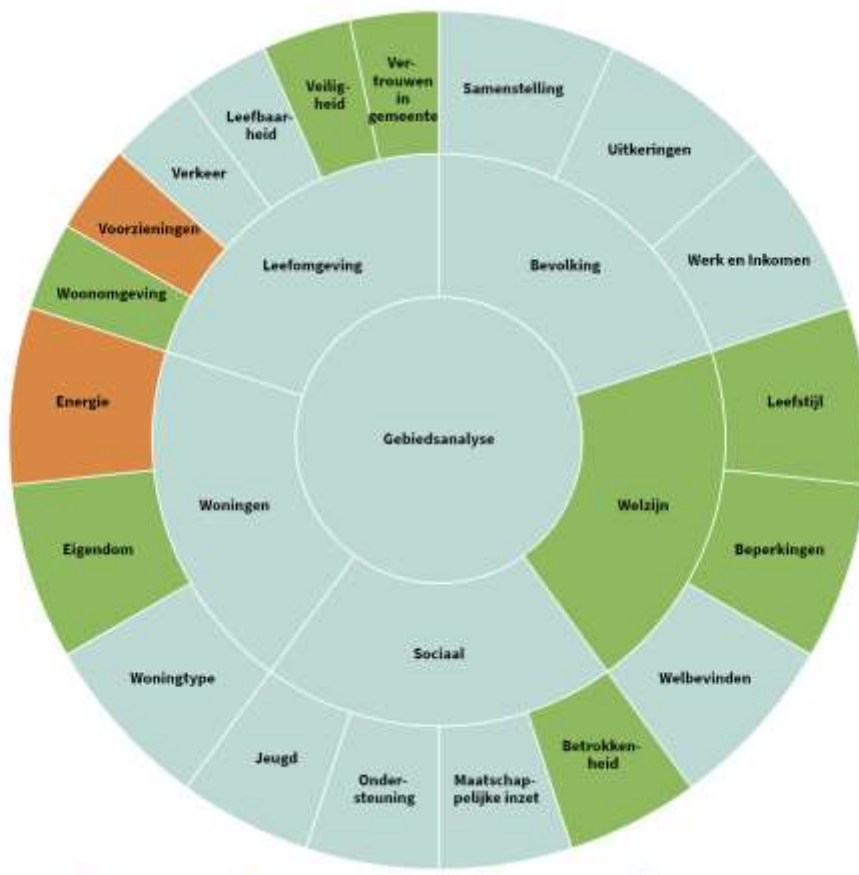 Gebiedsanalyse
Bevolking
Welzijn
Sociaal
Woningen
Leefomgeving
Samenstelling
Uitkeringen
Werk en Inkomen
Leefstijl
Beperkingen
Welbevinden
Betrokken-
heid
Maatschap-
pelijke inzet
Onder-
steuning
Jeugd
Woningtype
Eigendom
Energie
Woonomgeving
Voorzieningen
Verkeer
Leefbaar-
heid
Veilig-
heid
Ver-
trouwen
in
gemeente